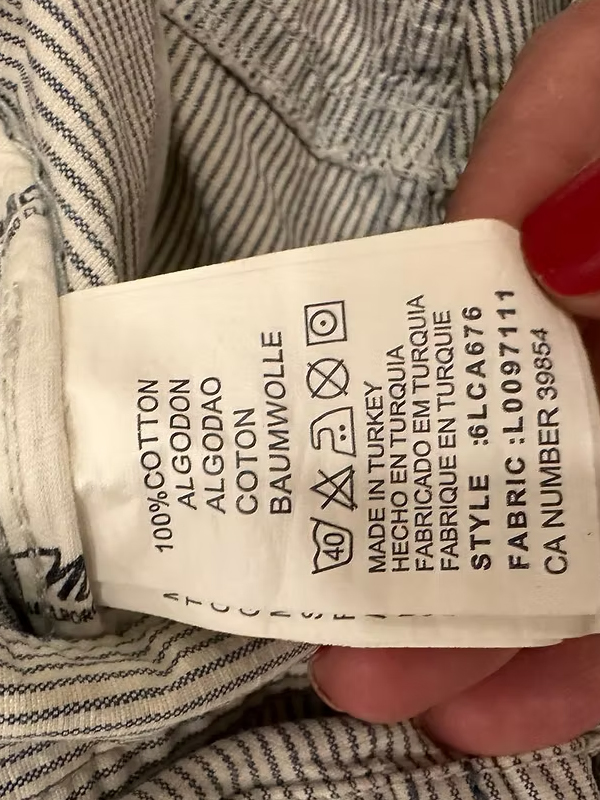 100%COTTON
ALGODON
ALGODAO
COTON
BAUMWOLLE
40
MADE IN TURKEY
HECHO EN TURQUIA
FABRICADO EM TURQUIA
FABRIQUE EN TURQUIE
STYLE :6LCA676
FABRIC :L0097111
CA NUMBER 39854